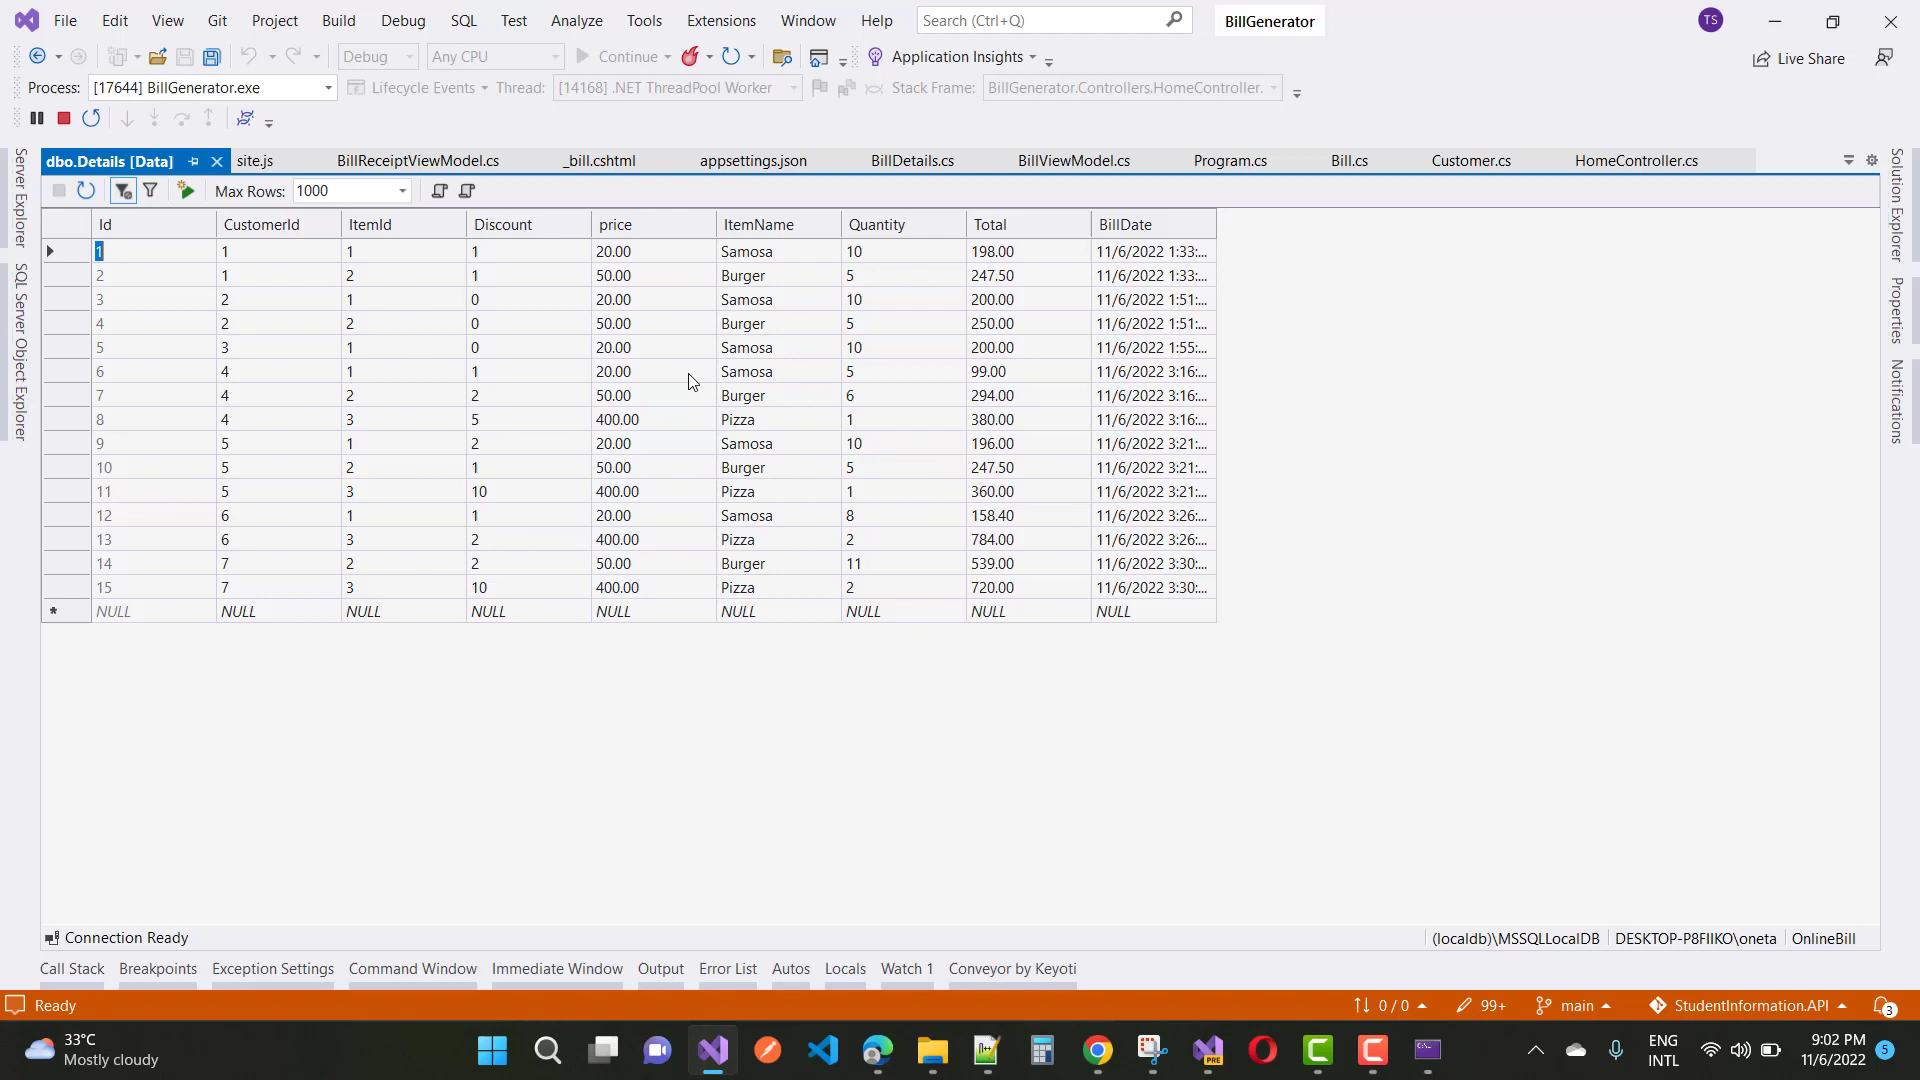 File Edit View Git Project Build Debug SQL Test Analyze Tools Extensions Window Help Search (Ctrl+Q) BillGenerator TS
Debug Any CPU Continue Application Insights Live Share
Process: [17644] BillGenerator.exe Lifecycle Events Thread: [14168] .NET ThreadPool Worker Stack Frame: BillGenerator.Controllers.HomeController.
dbo.Details [Data] site.js BillReceiptViewModel.cs _bill.cshtml appsettings.json BillDetails.cs BillViewModel.cs Program.cs Bill.cs Customer.cs HomeController.cs
Max Rows: 1000
Id CustomerId ItemId Discount price ItemName Quantity Total BillDate
1 1 1 1 20.00 Samosa 10 198.00 11/6/2022 1:33:...
2 1 2 1 50.00 Burger 5 247.50 11/6/2022 1:33:...
3 2 1 0 20.00 Samosa 10 200.00 11/6/2022 1:51:...
4 2 2 0 50.00 Burger 5 250.00 11/6/2022 1:51:...
5 3 1 0 20.00 Samosa 10 200.00 11/6/2022 1:55:...
6 4 1 1 20.00 Samosa 5 99.00 11/6/2022 3:16:...
7 4 2 2 50.00 Burger 6 294.00 11/6/2022 3:16:...
8 4 3 5 400.00 Pizza 1 380.00 11/6/2022 3:16:...
9 5 1 2 20.00 Samosa 10 196.00 11/6/2022 3:21:...
10 5 2 1 50.00 Burger 5 247.50 11/6/2022 3:21:...
11 5 3 10 400.00 Pizza 1 360.00 11/6/2022 3:21:...
12 6 1 1 20.00 Samosa 8 158.40 11/6/2022 3:26:...
13 6 3 2 400.00 Pizza 2 784.00 11/6/2022 3:26:...
14 7 2 2 50.00 Burger 11 539.00 11/6/2022 3:30:...
15 7 3 10 400.00 Pizza 2 720.00 11/6/2022 3:30:...
* NULL NULL NULL NULL NULL NULL NULL NULL NULL
Server Explorer
SQL Server Object Explorer
Solution Explorer
Properties
Notifications
Connection Ready (localdb)\MSSQLLocalDB DESKTOP-P8FIIKO\oneta OnlineBill
Call Stack Breakpoints Exception Settings Command Window Immediate Window Output Error List Autos Locals Watch 1 Conveyor by Keyoti
Ready 0 / 0 99+ main StudentInformation.API 3
33°C
Mostly cloudy
PRE
ENG
INTL
9:02 PM
11/6/2022
5